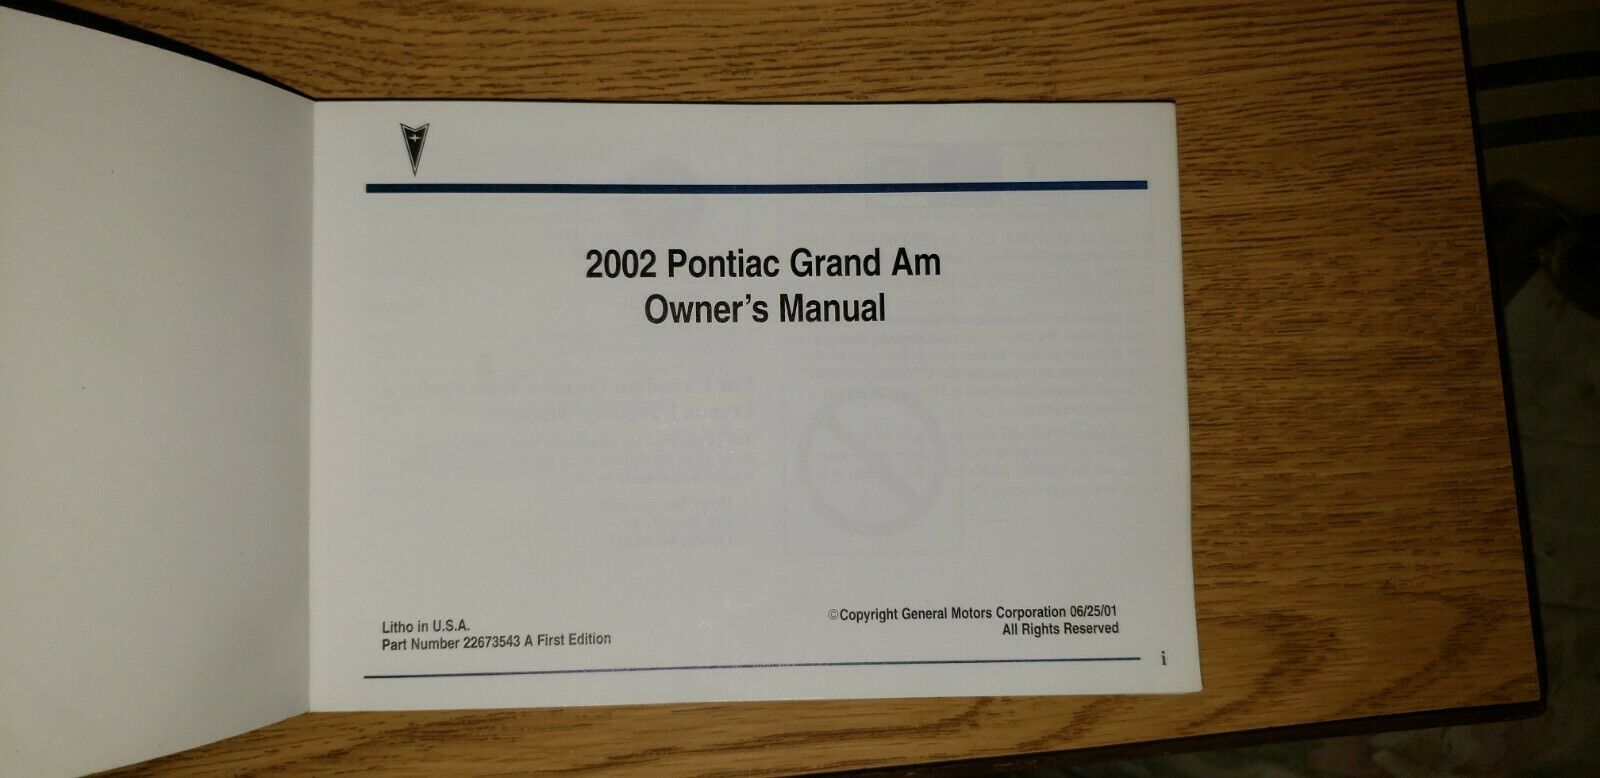 2002 Pontiac Grand Am
Owner's Manual
Litho in U.S.A.
Part Number 22673543 A First Edition
©Copyright General Motors Corporation 06/25/01
All Rights Reserved
i